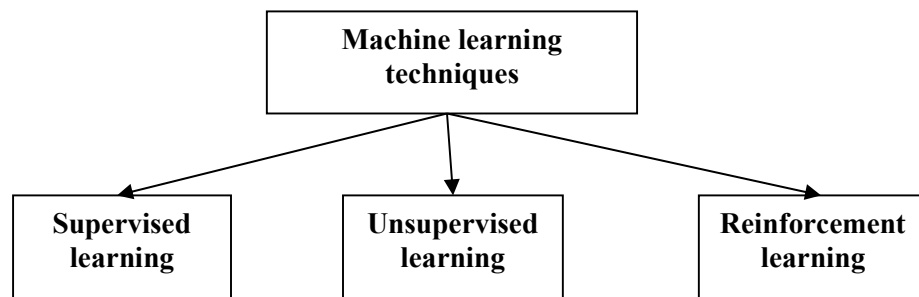 Machine learning
techniques
Supervised
learning
Unsupervised
learning
Reinforcement
learning